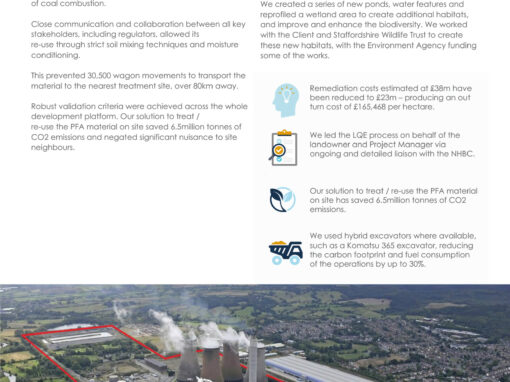 of coal combustion.
Close communication and collaboration between all key
stakeholders, including regulators, allowed its
re-use through strict soil mixing techniques and moisture
conditioning.
This prevented 30,500 wagon movements to transport the
material to the nearest treatment site, over 80km away.
Robust validation criteria were achieved across the whole
development platform. Our solution to treat /
re-use the PFA material on site saved 6.5million tonnes of
CO2 emissions and negated significant nuisance to site
neighbours.
We created a series of new ponds, water features and
reprofiled a wetland area to create additional habitats,
and improve and enhance the biodiversity. We worked
with the Client and Staffordshire Wildlife Trust to create
these new habitats, with the Environment Agency funding
some of the works.
Remediation costs estimated at £38m have
been reduced to £23m – producing an out
turn cost of £165,468 per hectare.
We led the LQE process on behalf of the
landowner and Project Manager via
ongoing and detailed liaison with the NHBC.
Our solution to treat / re-use the PFA material
on site has saved 6.5million tonnes of CO2
emissions.
We used hybrid excavators where available,
such as a Komatsu 365 excavator, reducing
the carbon footprint and fuel consumption
of the operations by up to 30%.